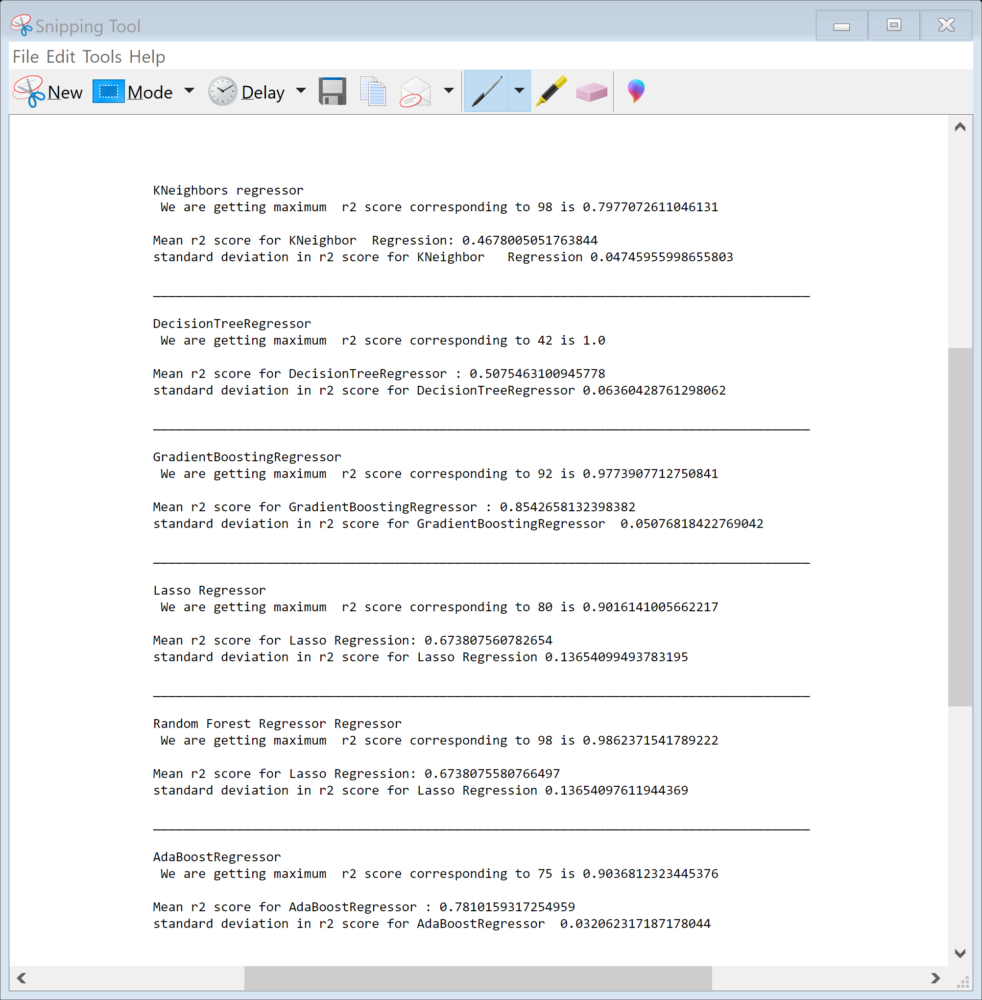 Snipping Tool
File Edit Tools Help
New Mode Delay
KNeighbors regressor
We are getting maximum  r2 score corresponding to 98 is 0.7977072611046131
Mean r2 score for KNeighbor  Regression: 0.4678005051763844
standard deviation in r2 score for KNeighbor   Regression 0.04745955998655803
DecisionTreeRegressor
We are getting maximum  r2 score corresponding to 42 is 1.0
Mean r2 score for DecisionTreeRegressor : 0.5075463100945778
standard deviation in r2 score for DecisionTreeRegressor 0.06360428761298062
GradientBoostingRegressor
We are getting maximum  r2 score corresponding to 92 is 0.9773907712750841
Mean r2 score for GradientBoostingRegressor : 0.8542658132398382
standard deviation in r2 score for GradientBoostingRegressor  0.05076818422769042
Lasso Regressor
We are getting maximum  r2 score corresponding to 80 is 0.9016141005662217
Mean r2 score for Lasso Regression: 0.673807560782654
standard deviation in r2 score for Lasso Regression 0.13654099493783195
Random Forest Regressor Regressor
We are getting maximum  r2 score corresponding to 98 is 0.9862371541789222
Mean r2 score for Lasso Regression: 0.6738075580766497
standard deviation in r2 score for Lasso Regression 0.13654097611944369
AdaBoostRegressor
We are getting maximum  r2 score corresponding to 75 is 0.9036812323445376
Mean r2 score for AdaBoostRegressor : 0.7810159317254959
standard deviation in r2 score for AdaBoostRegressor  0.032062317187178044